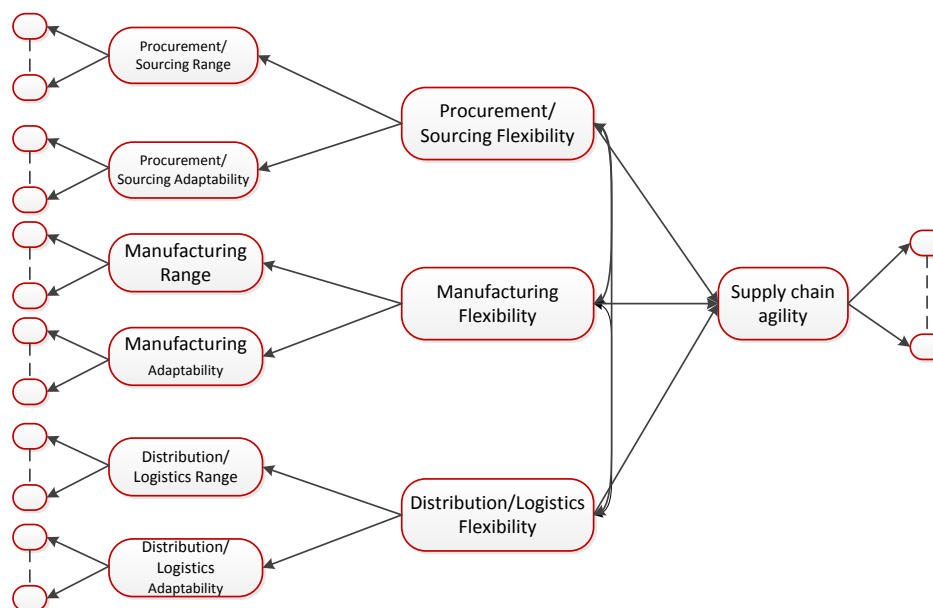 Procurement/
Sourcing Range
Procurement/
Sourcing Adaptability
Manufacturing
Range
Manufacturing
Adaptability
Distribution/
Logistics Range
Distribution/
Logistics
Adaptability
Procurement/
Sourcing Flexibility
Manufacturing
Flexibility
Distribution/Logistics
Flexibility
Supply chain
agility